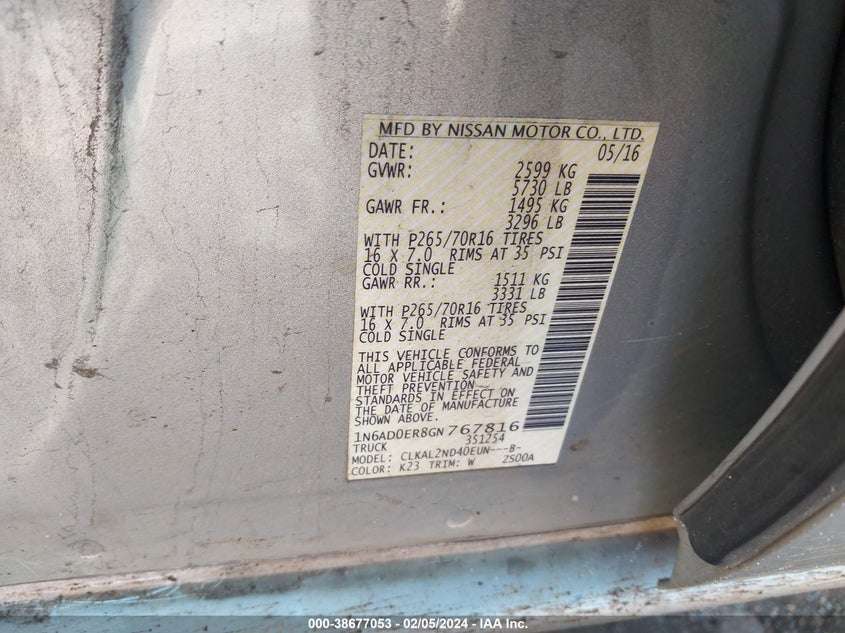 MFD BY NISSAN MOTOR CO., LTD.
DATE: 05/16
GVWR: 2599 KG
5730 LB
GAWR FR.: 1495 KG
3296 LB
WITH P265/70R16 TIRES
16 X 7.0 RIMS AT 35 PSI
COLD SINGLE
GAWR RR.: 1511 KG
3331 LB
WITH P265/70R16 TIRES
16 X 7.0 RIMS AT 35 PSI
COLD SINGLE
THIS VEHICLE CONFORMS TO
ALL APPLICABLE FEDERAL
MOTOR VEHICLE SAFETY AND
THEFT PREVENTION
STANDARDS IN EFFECT ON
THE DATE OF MANUFACTURE
SHOWN ABOVE.
1N6AD0ER8GN767816
TRUCK 351254
MODEL: CLKAL2ND40EUN---B-
COLOR: K23 TRIM: W ZS00A
000-38677053 - 02/05/2024 - IAA Inc.